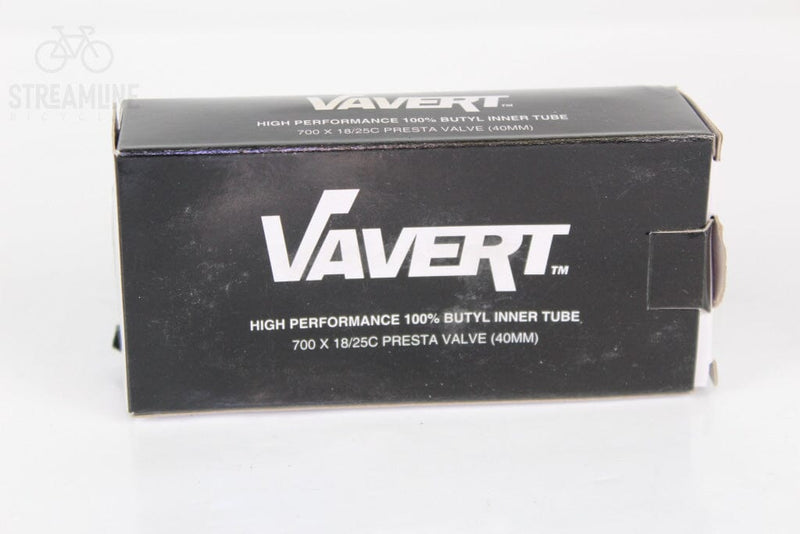 STREAMLINE
BICYCLES
VAVERT™
HIGH PERFORMANCE 100% BUTYL INNER TUBE
700 X 18/25C PRESTA VALVE (40MM)
VAVERT™
HIGH PERFORMANCE 100% BUTYL INNER TUBE
700 X 18/25C PRESTA VALVE (40MM)